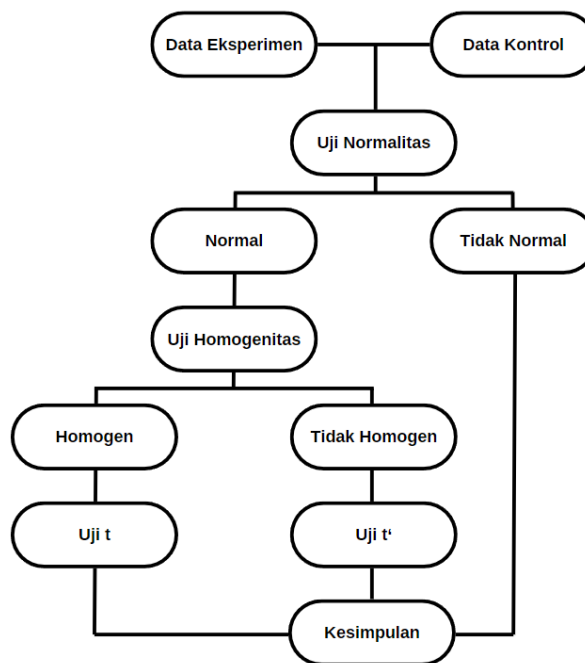 Data Eksperimen
Data Kontrol
Uji Normalitas
Normal
Tidak Normal
Uji Homogenitas
Homogen
Tidak Homogen
Uji t
Uji t‘
Kesimpulan